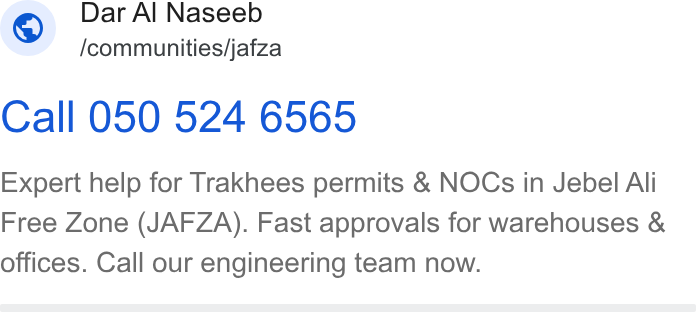 Dar Al Naseeb
/communities/jafza
Call 050 524 6565
Expert help for Trakhees permits & NOCs in Jebel Ali
Free Zone (JAFZA). Fast approvals for warehouses &
offices. Call our engineering team now.